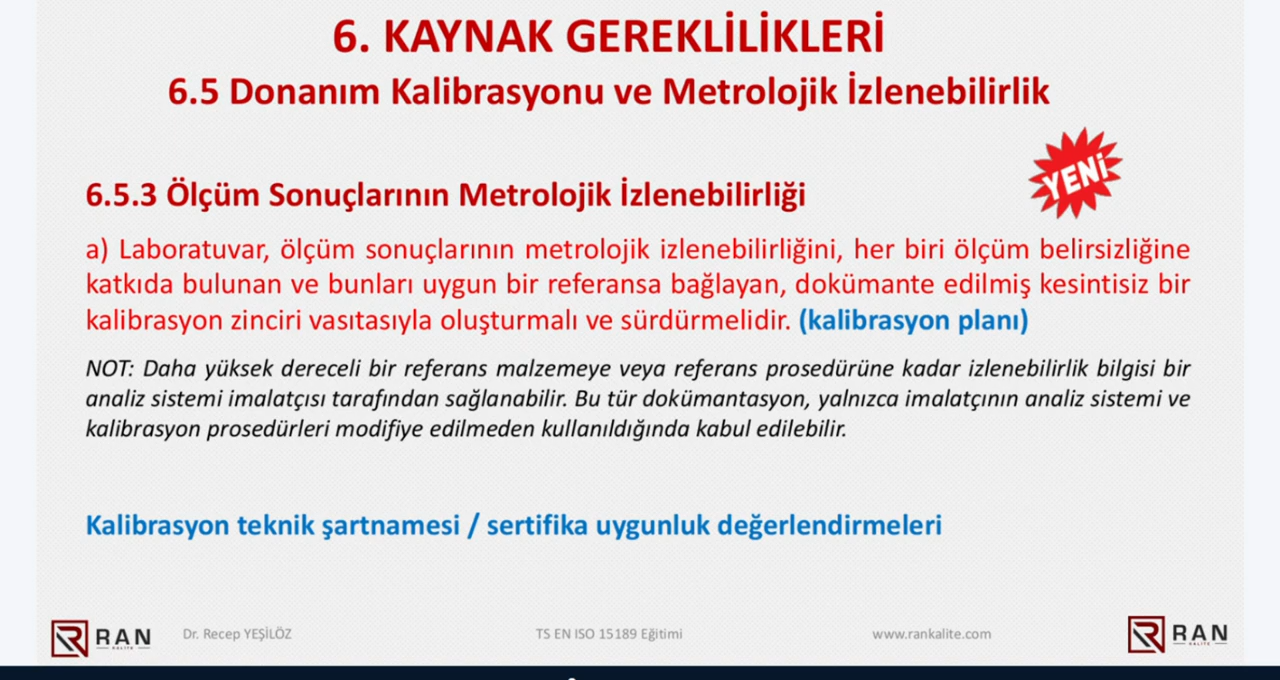 6. KAYNAK GEREKLİLİKLERİ
6.5 Donanım Kalibrasyonu ve Metrolojik İzlenebilirlik
YENİ
6.5.3 Ölçüm Sonuçlarının Metrolojik İzlenebilirliği
a) Laboratuvar, ölçüm sonuçlarının metrolojik izlenebilirliğini, her biri ölçüm belirsizliğine
katkıda bulunan ve bunları uygun bir referansa bağlayan, dokümante edilmiş kesintisiz bir
kalibrasyon zinciri vasıtasıyla oluşturmalı ve sürdürmelidir. (kalibrasyon planı)
NOT: Daha yüksek dereceli bir referans malzemeye veya referans prosedürüne kadar izlenebilirlik bilgisi bir
analiz sistemi imalatçısı tarafından sağlanabilir. Bu tür dokümantasyon, yalnızca imalatçının analiz sistemi ve
kalibrasyon prosedürleri modifiye edilmeden kullanıldığında kabul edilebilir.
Kalibrasyon teknik şartnamesi / sertifika uygunluk değerlendirmeleri
RAN
KALİTE
Dr. Recep YEŞİLÖZ
TS EN ISO 15189 Eğitimi
www.rankalite.com
RAN
KALİTE